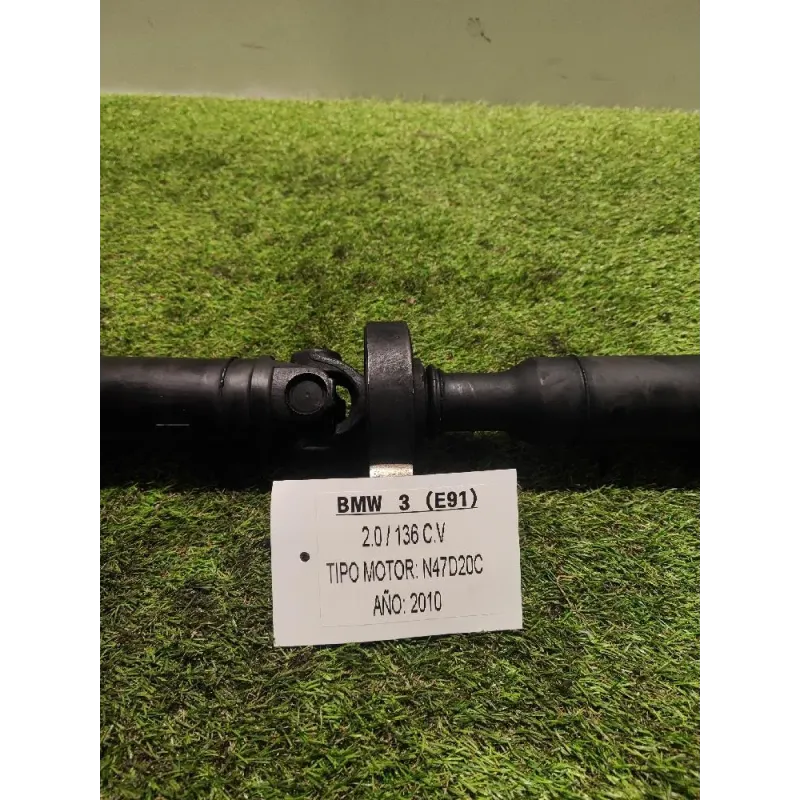 BMW 3 (E91)
2.0 / 136 C.V
TIPO MOTOR: N47D20C
AÑO: 2010